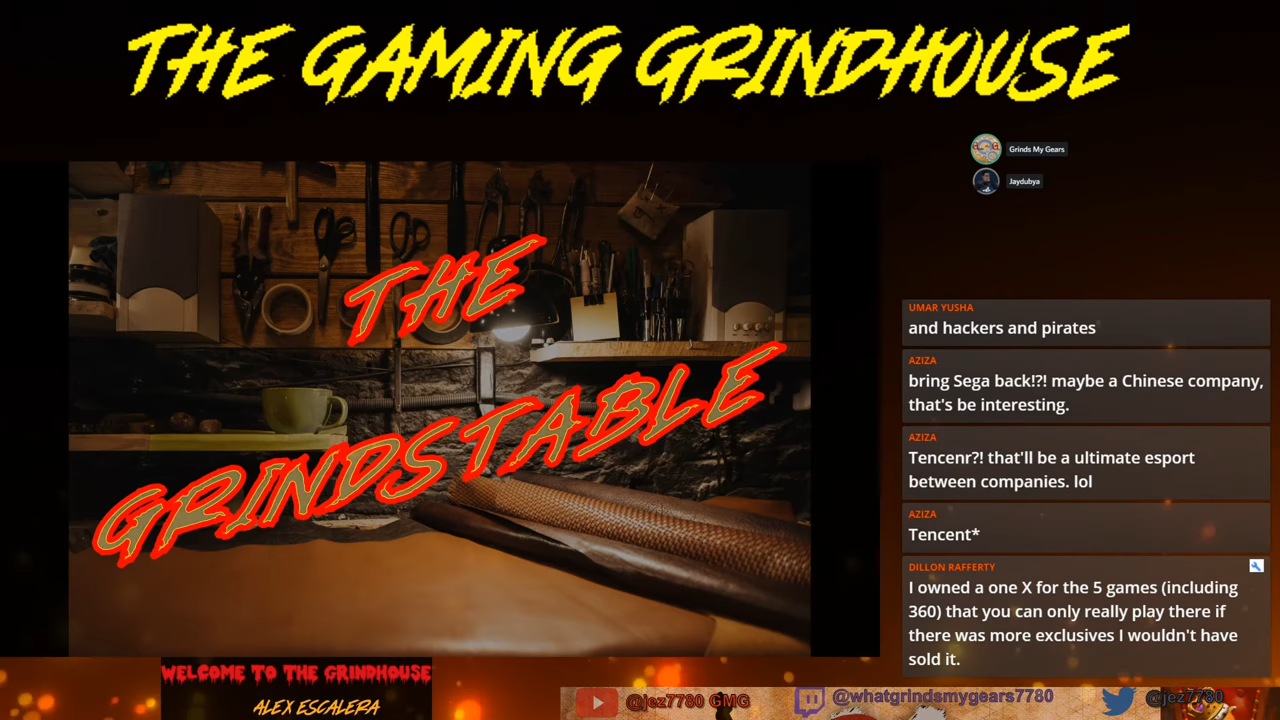 THE GAMING GRINDHOUSE
Grinds My Gears
Jaydubya
THE
GRINDSTABLE
UMAR YUSHA
and hackers and pirates
AZIZA
bring Sega back!?! maybe a Chinese company,
that's be interesting.
AZIZA
Tencenr?! that'll be a ultimate esport
between companies. lol
AZIZA
Tencent*
DILLON RAFFERTY
I owned a one X for the 5 games (including
360) that you can only really play there if
there was more exclusives I wouldn't have
sold it.
WELCOME TO THE GRINDHOUSE
ALEX ESCALERA
@jez7780 GMG
@whatgrindsmygears7780
@jez7780